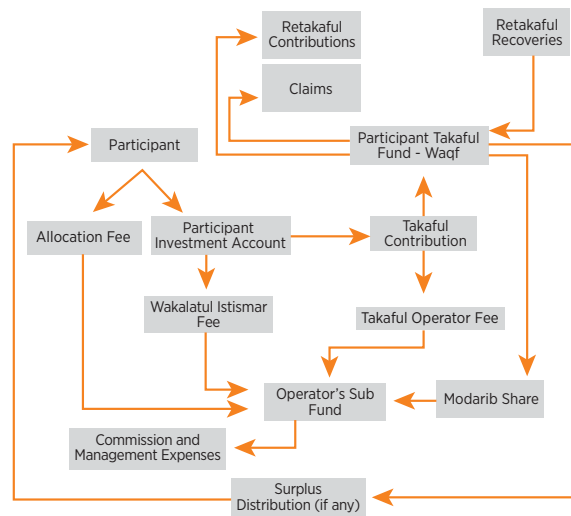 Retakaful
Contributions
Retakaful
Recoveries
Claims
Participant
Participant Takaful
Fund - Waqf
Allocation Fee
Participant
Investment Account
Takaful
Contribution
Wakalatul Istismar
Fee
Takaful Operator Fee
Operator's Sub
Fund
Modarib Share
Commission and
Management Expenses
Surplus
Distribution (if any)